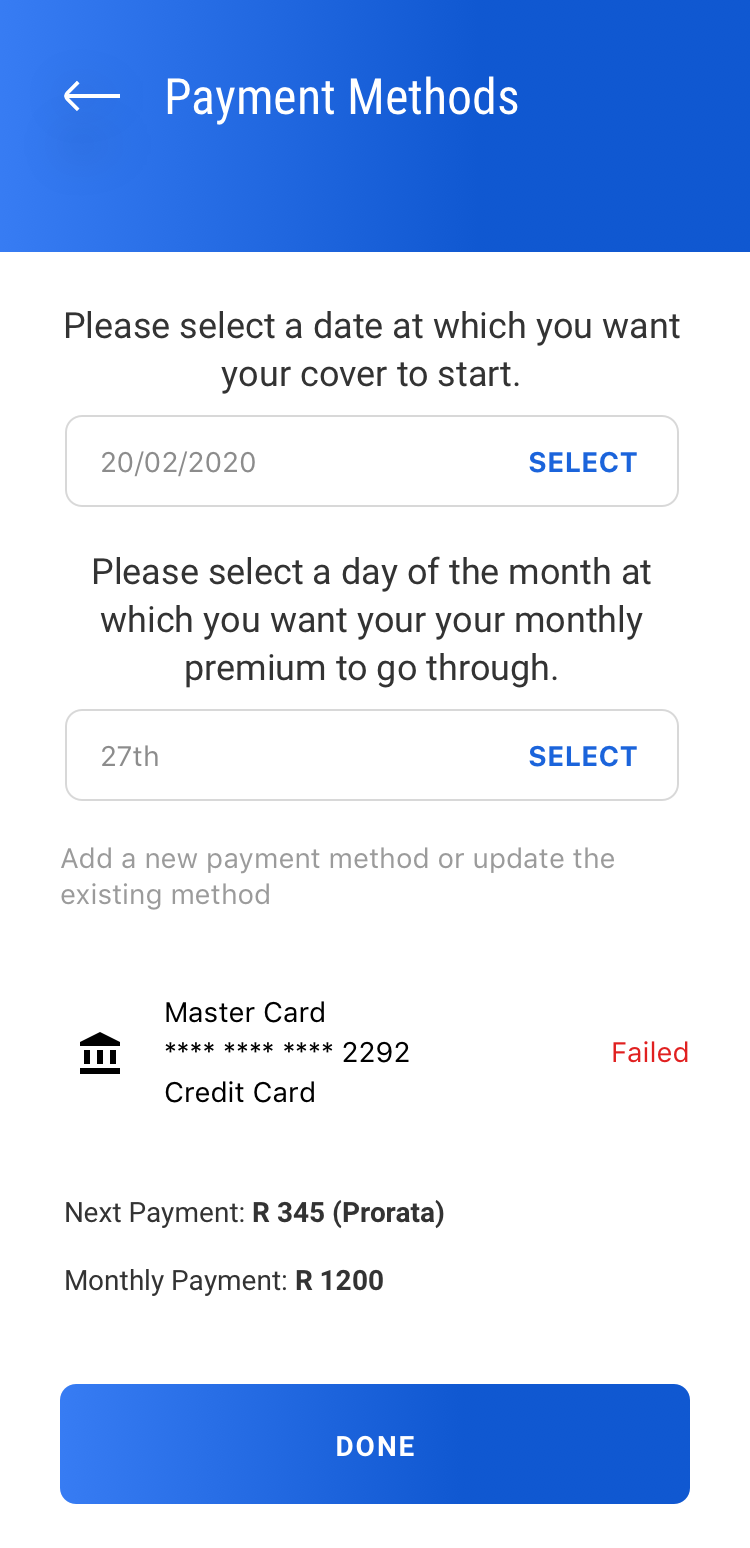 Payment Methods
Please select a date at which you want
your cover to start.
20/02/2020 SELECT
Please select a day of the month at
which you want your your monthly
premium to go through.
27th SELECT
Add a new payment method or update the
existing method
Master Card
**** **** **** 2292
Credit Card
Failed
Next Payment: R 345 (Prorata)
Monthly Payment: R 1200
DONE